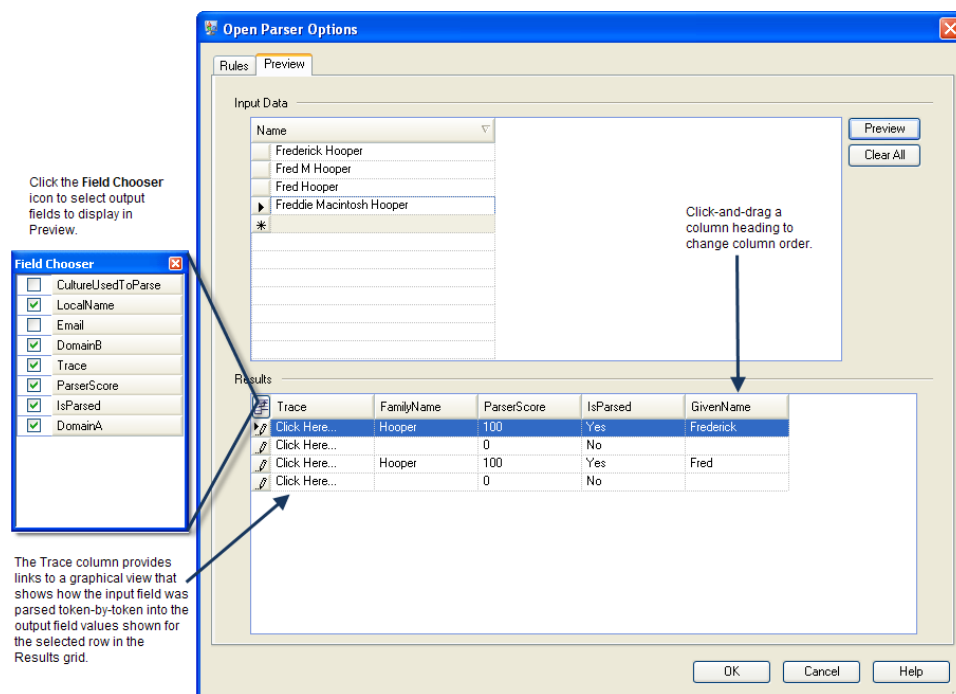 Open Parser Options
Rules
Preview
Input Data
Name
Frederick Hooper
Fred M Hooper
Fred Hooper
Freddie Macintosh Hooper
Preview
Clear All
Click the Field Chooser
icon to select output
fields to display in
Preview.
Click-and-drag a
column heading to
change column order.
Field Chooser
CultureUsedToParse
LocalName
Email
DomainB
Trace
ParserScore
IsParsed
DomainA
Results
Trace FamilyName ParserScore IsParsed GivenName
Click Here... Hooper 100 Yes Frederick
Click Here... 0 No
Click Here... Hooper 100 Yes Fred
Click Here... 0 No
The Trace column provides
links to a graphical view that
shows how the input field was
parsed token-by-token into the
output field values shown for
the selected row in the
Results grid.
OK
Cancel
Help